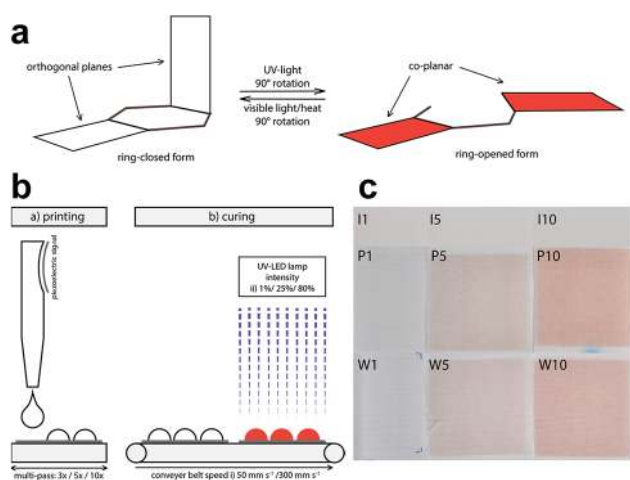 a
orthogonal planes
UV-light
90° rotation
visible light/heat
90° rotation
co-planar
ring-closed form
ring-opened form
b
a) printing
b) curing
piezoelectric signal
UV-LED lamp
intensity
ii) 1%/ 25%/ 80%
multi-pass: 3x / 5x / 10x
conveyer belt speed i) 50 mm s⁻¹ /300 mm s⁻¹
c
I1 I5 I10
P1 P5 P10
W1 W5 W10